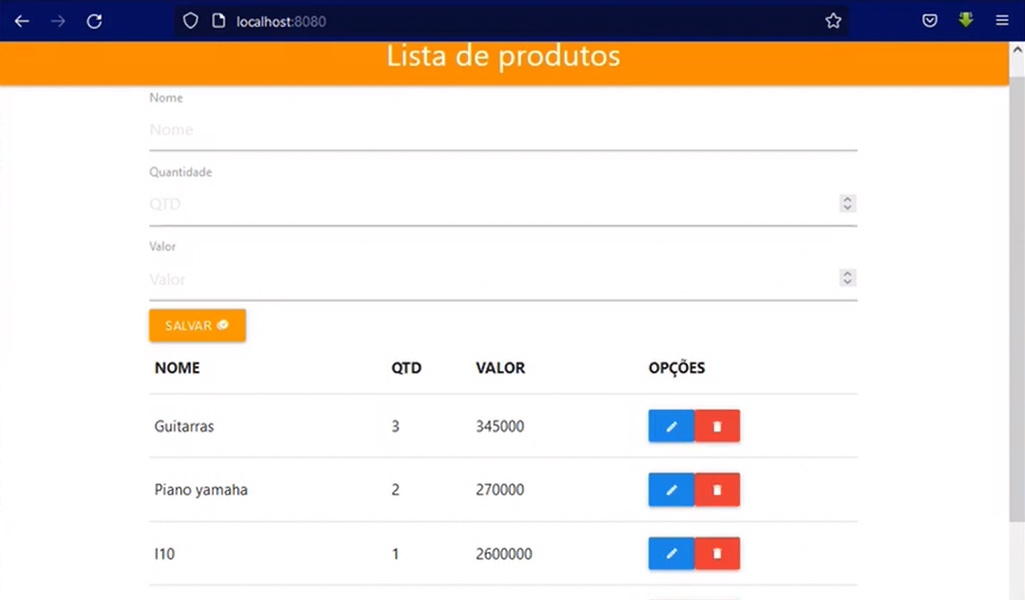 localhost:8080
Lista de produtos
Nome
Nome
Quantidade
QTD
Valor
Valor
SALVAR
NOME QTD VALOR OPÇÕES
Guitarras 3 345000
Piano yamaha 2 270000
I10 1 2600000